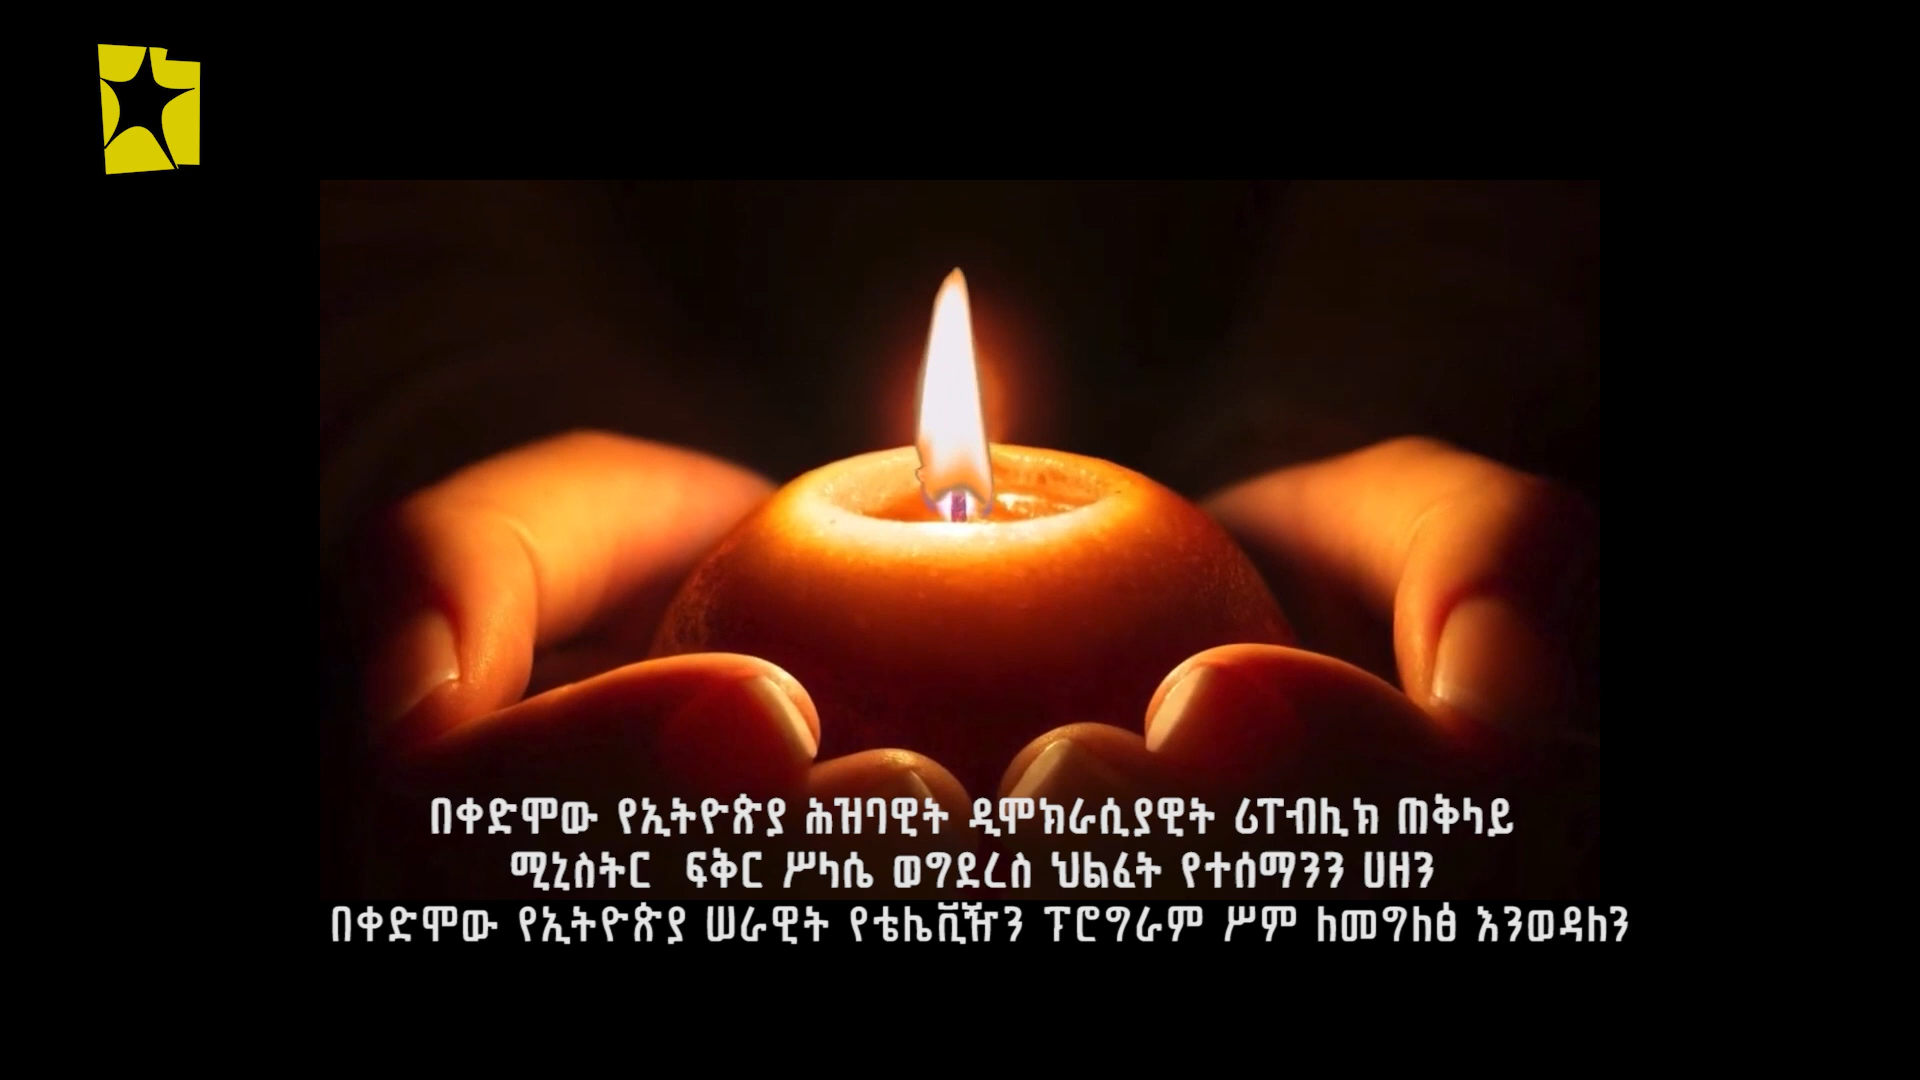 በቀድሞው የኢትዮጵያ ሕዝባዊት ዲሞክራሲያዊት ሪፐብሊክ ጠቅላይ
ሚኒስትር ፍቅር ሥላሴ ወግደረስ ህልፈት የተሰማንን ሀዘን
በቀድሞው የኢትዮጵያ ሠራዊት የቴሌቪዥን ፕሮግራም ሥም ለመግለፅ እንወዳለን